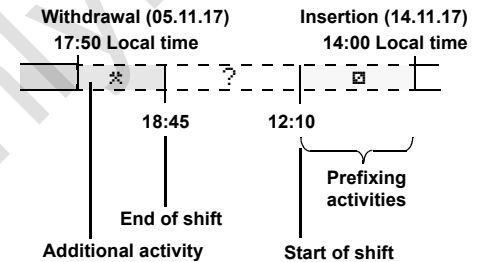 Withdrawal (05.11.17) Insertion (14.11.17)
17:50 Local time 14:00 Local time
?
18:45 12:10
Prefixing
activities
End of shift
Additional activity Start of shift